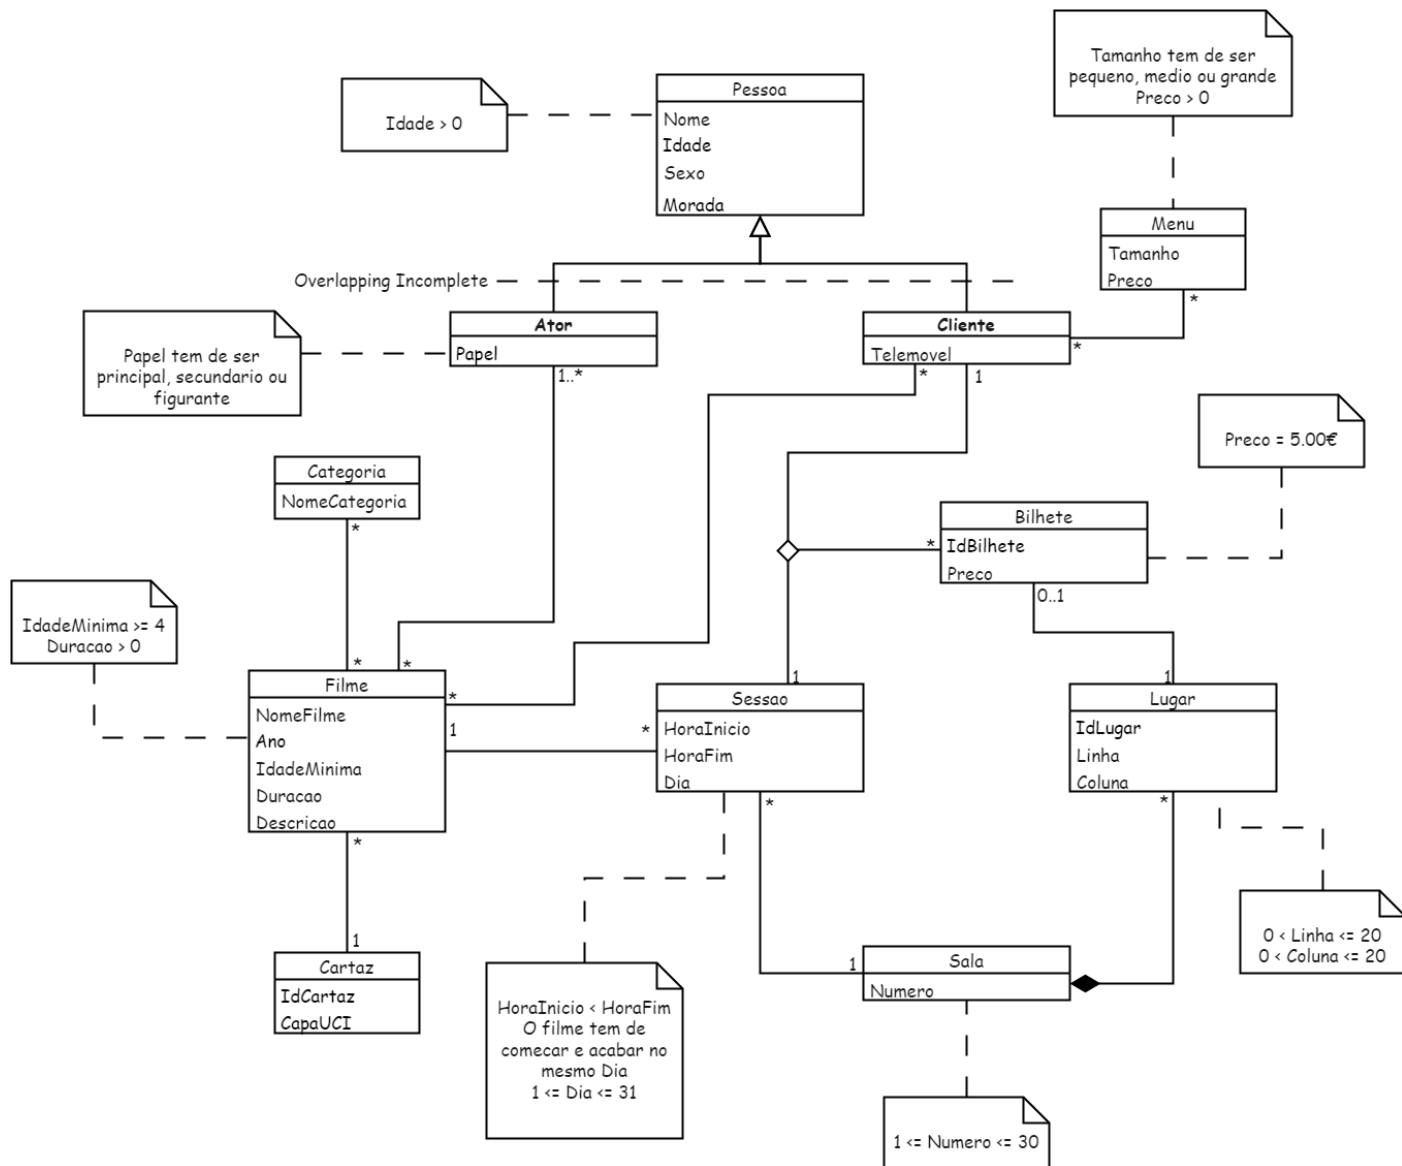 Tamanho tem de ser
pequeno, medio ou grande
Preco > 0
Pessoa
Nome
Idade
Sexo
Morada
Idade > 0
Menu
Tamanho
Preco
*
Overlapping Incomplete
Ator
Papel
1..*
Cliente
Telemovel
*
*
1
Papel tem de ser
principal, secundario ou
figurante
Preco = 5.00€
Categoria
NomeCategoria
*
Bilhete
IdBilhete
Preco
*
0..1
IdadeMinima >= 4
Duracao > 0
*
*
Filme
NomeFilme
Ano
IdadeMinima
Duracao
Descricao
*
1
*
*
1
Sessao
HoraInicio
HoraFim
Dia
*
1
Lugar
IdLugar
Linha
Coluna
*
1
Cartaz
IdCartaz
CapaUCI
HoraInicio < HoraFim
O filme tem de
comecar e acabar no
mesmo Dia
1 <= Dia <= 31
1
Sala
Numero
0 < Linha <= 20
0 < Coluna <= 20
1 <= Numero <= 30